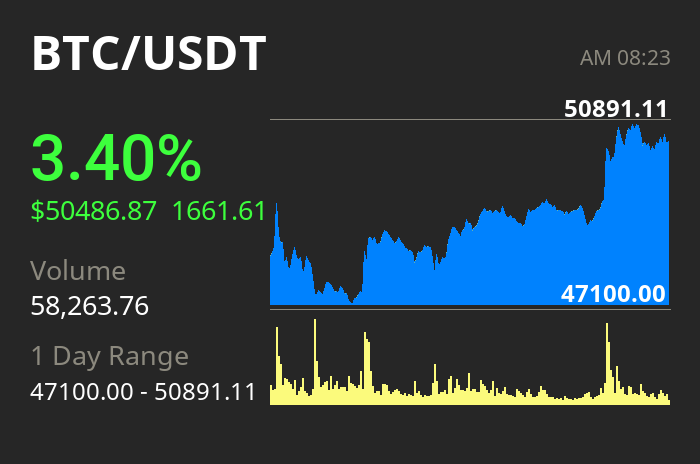 BTC/USDT
AM 08:23
50891.11
3.40%
$50486.87 1661.61
Volume
58,263.76
47100.00
1 Day Range
47100.00 - 50891.11